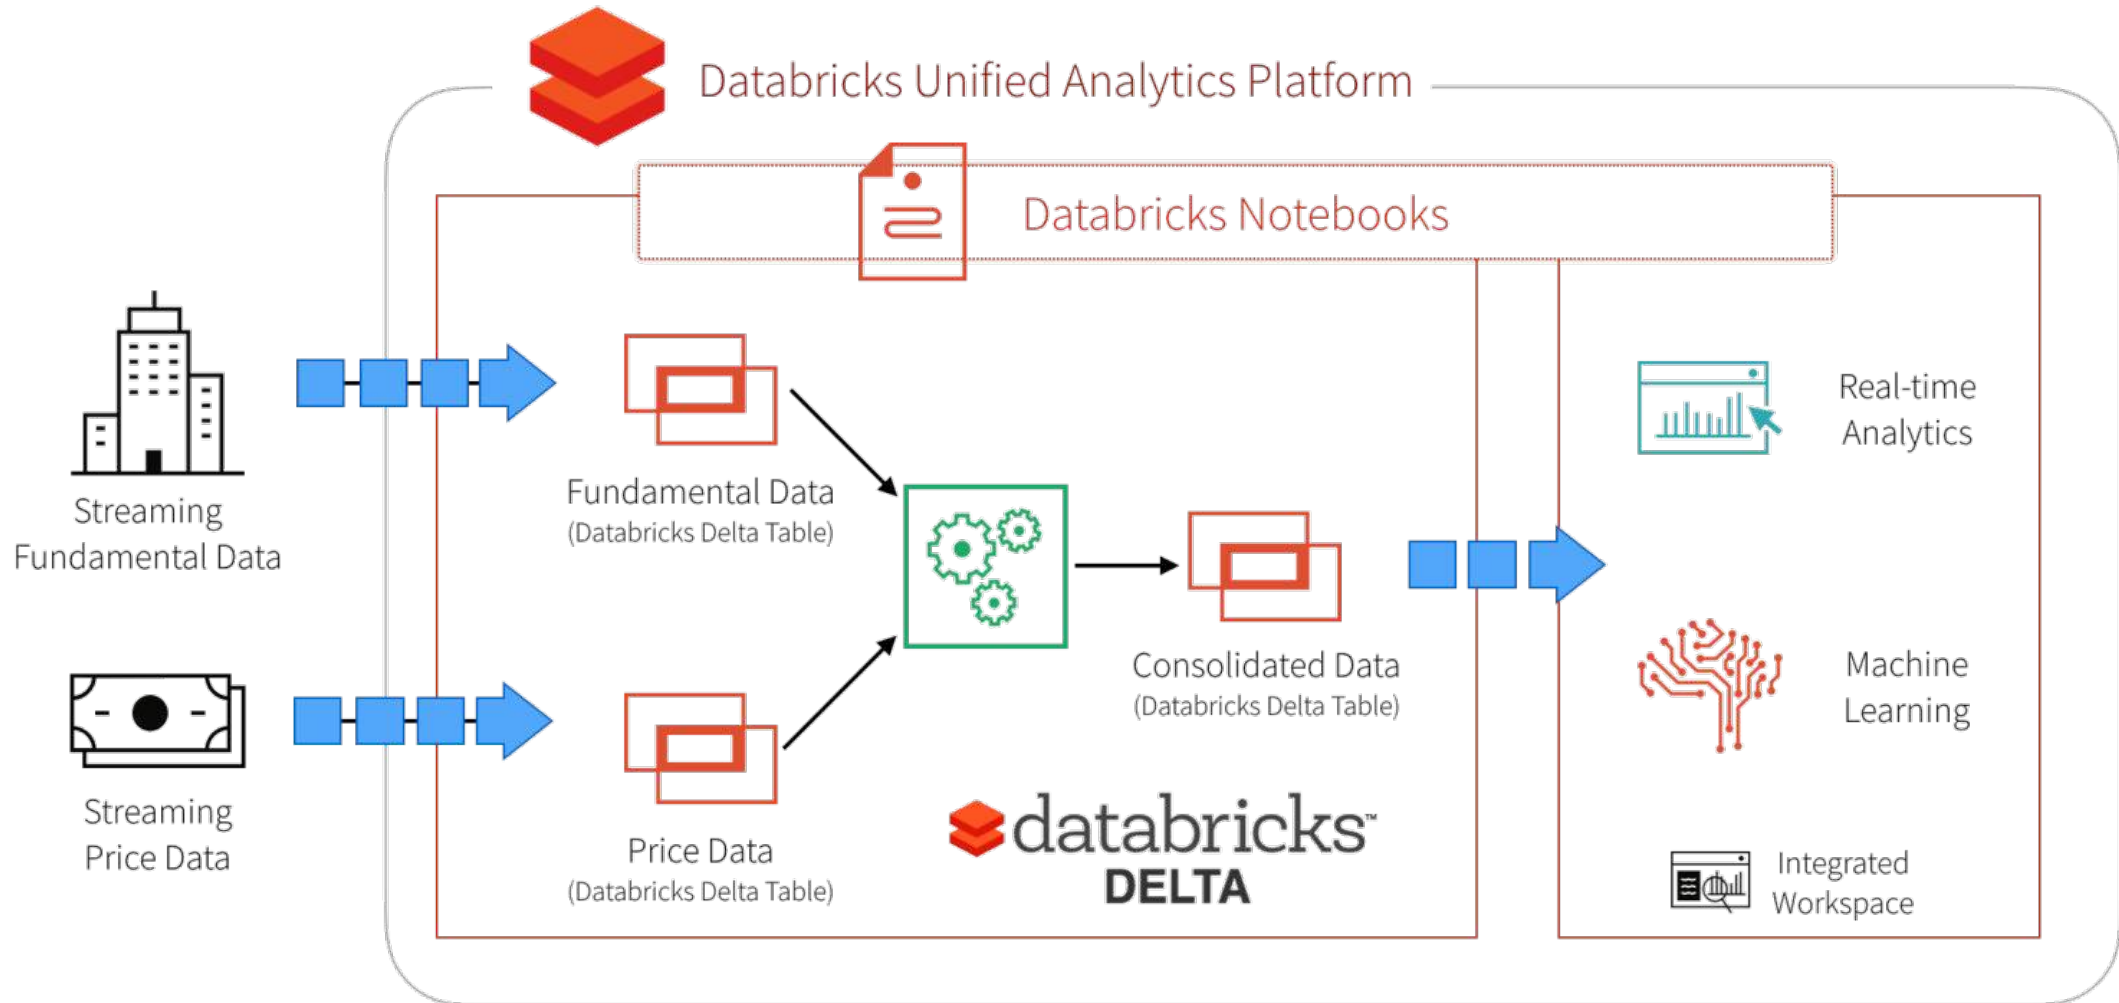 Databricks Unified Analytics Platform
Databricks Notebooks
Streaming
Fundamental Data
Fundamental Data
(Databricks Delta Table)
Streaming
Price Data
Price Data
(Databricks Delta Table)
Consolidated Data
(Databricks Delta Table)
databricks™
DELTA
Real-time
Analytics
Machine
Learning
Integrated
Workspace